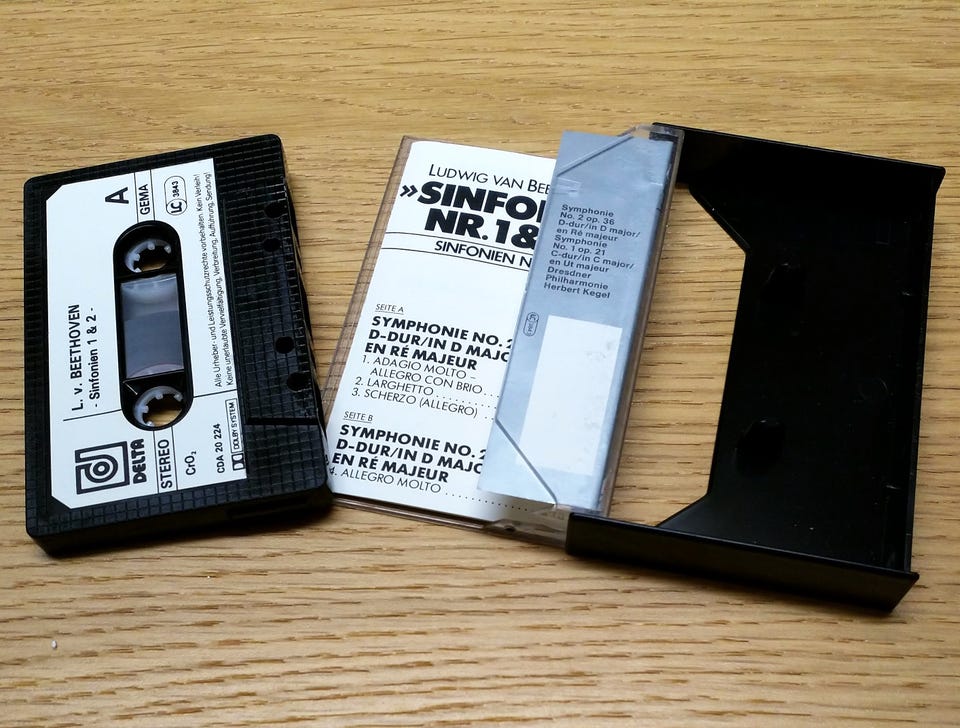 L. v. BEETHOVEN
- Sinfonien 1 & 2 -
A
GEMA
LC 3843
DELTA
STEREO
CrO₂
CDA 20 224
DOLBY SYSTEM
Alle Urheber- und Leistungsschutzrechte vorbehalten. Kein Verleih!
Keine unerlaubte Vervielfältigung, Verbreitung, Aufführung, Sendung!
LUDWIG VAN BEE
»SINFO
NR. 1 &
SINFONIEN N
SEITE A
SYMPHONIE NO. 2
D-DUR/IN D MAJO
EN RÉ MAJEUR
1. ADAGIO MOLTO –
ALLEGRO CON BRIO . .
2. LARGHETTO . . . . . . . .
3. SCHERZO (ALLEGRO)
SEITE B
SYMPHONIE NO. 2
D-DUR/IN D MAJO
EN RÉ MAJEUR
4. ALLEGRO MOLTO . . . . . . . . . .
Symphonie
No. 2 op. 36
D-dur/in D major/
en Ré majeur
Symphonie
No. 1 op. 21
C-dur/in C major/
en Ut majeur
Dresdner
Philharmonie
Herbert Kegel